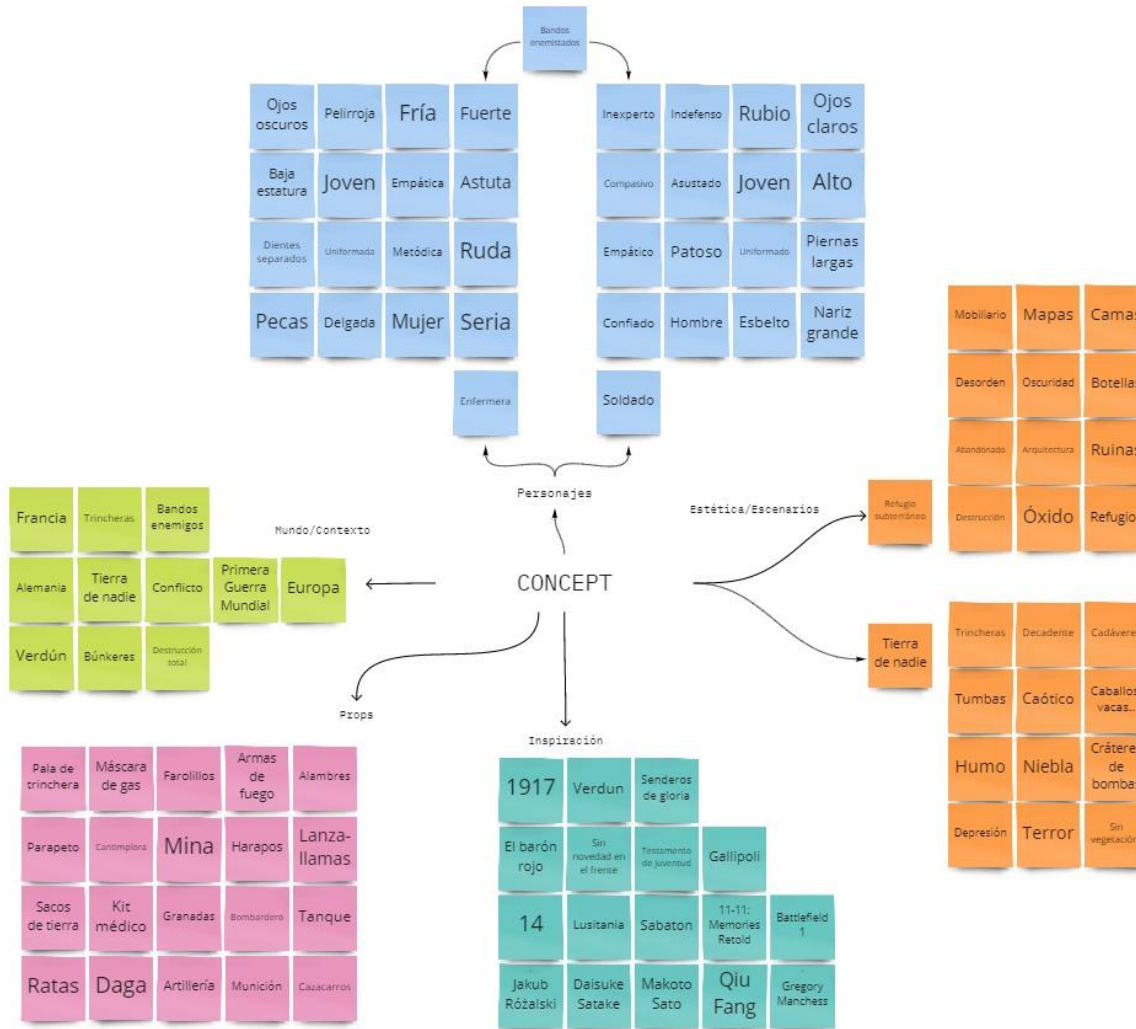 Bandos
enemistados
Ojos
oscuros
Pelirroja
Fría
Fuerte
Baja
estatura
Joven
Empática
Astuta
Dientes
separados
Uniformada
Metódica
Ruda
Pecas
Delgada
Mujer
Seria
Enfermera
Inexperto
Indefenso
Rubio
Ojos
claros
Compasivo
Asustado
Joven
Alto
Empático
Patoso
Uniformado
Piernas
largas
Confiado
Hombre
Esbelto
Nariz
grande
Soldado
Personajes
CONCEPT
Mundo/Contexto
Francia
Trincheras
Bandos
enemigos
Alemania
Tierra
de nadie
Conflicto
Primera
Guerra
Mundial
Europa
Verdún
Búnkeres
Destrucción
total
Estética/Escenarios
Refugio
subterráneo
Mobiliario
Mapas
Camas
Desorden
Oscuridad
Botellas
Abandonado
Arquitectura
Ruinas
Destrucción
Óxido
Refugio
Tierra
de nadie
Trincheras
Decadente
Cadávere
Tumbas
Caótico
Caballos,
vacas..
Humo
Niebla
Cráteres
de
bombas
Depresión
Terror
Sin
vegetación
Props
Pala de
trinchera
Máscara
de gas
Farolillos
Armas
de
fuego
Alambres
Parapeto
Cantimplora
Mina
Harapos
Lanza-
llamas
Sacos
de tierra
Kit
médico
Granadas
Bombardero
Tanque
Ratas
Daga
Artillería
Munición
Cazacarros
Inspiración
1917
Verdun
Senderos
de gloria
El barón
rojo
Sin
novedad en
el frente
Testamento
de juventud
Gallipoli
14
Lusitania
Sabaton
11-11:
Memories
Retold
Battlefield
1
Jakub
Różalski
Daisuke
Satake
Makoto
Sato
Qiu
Fang
Gregory
Manchess